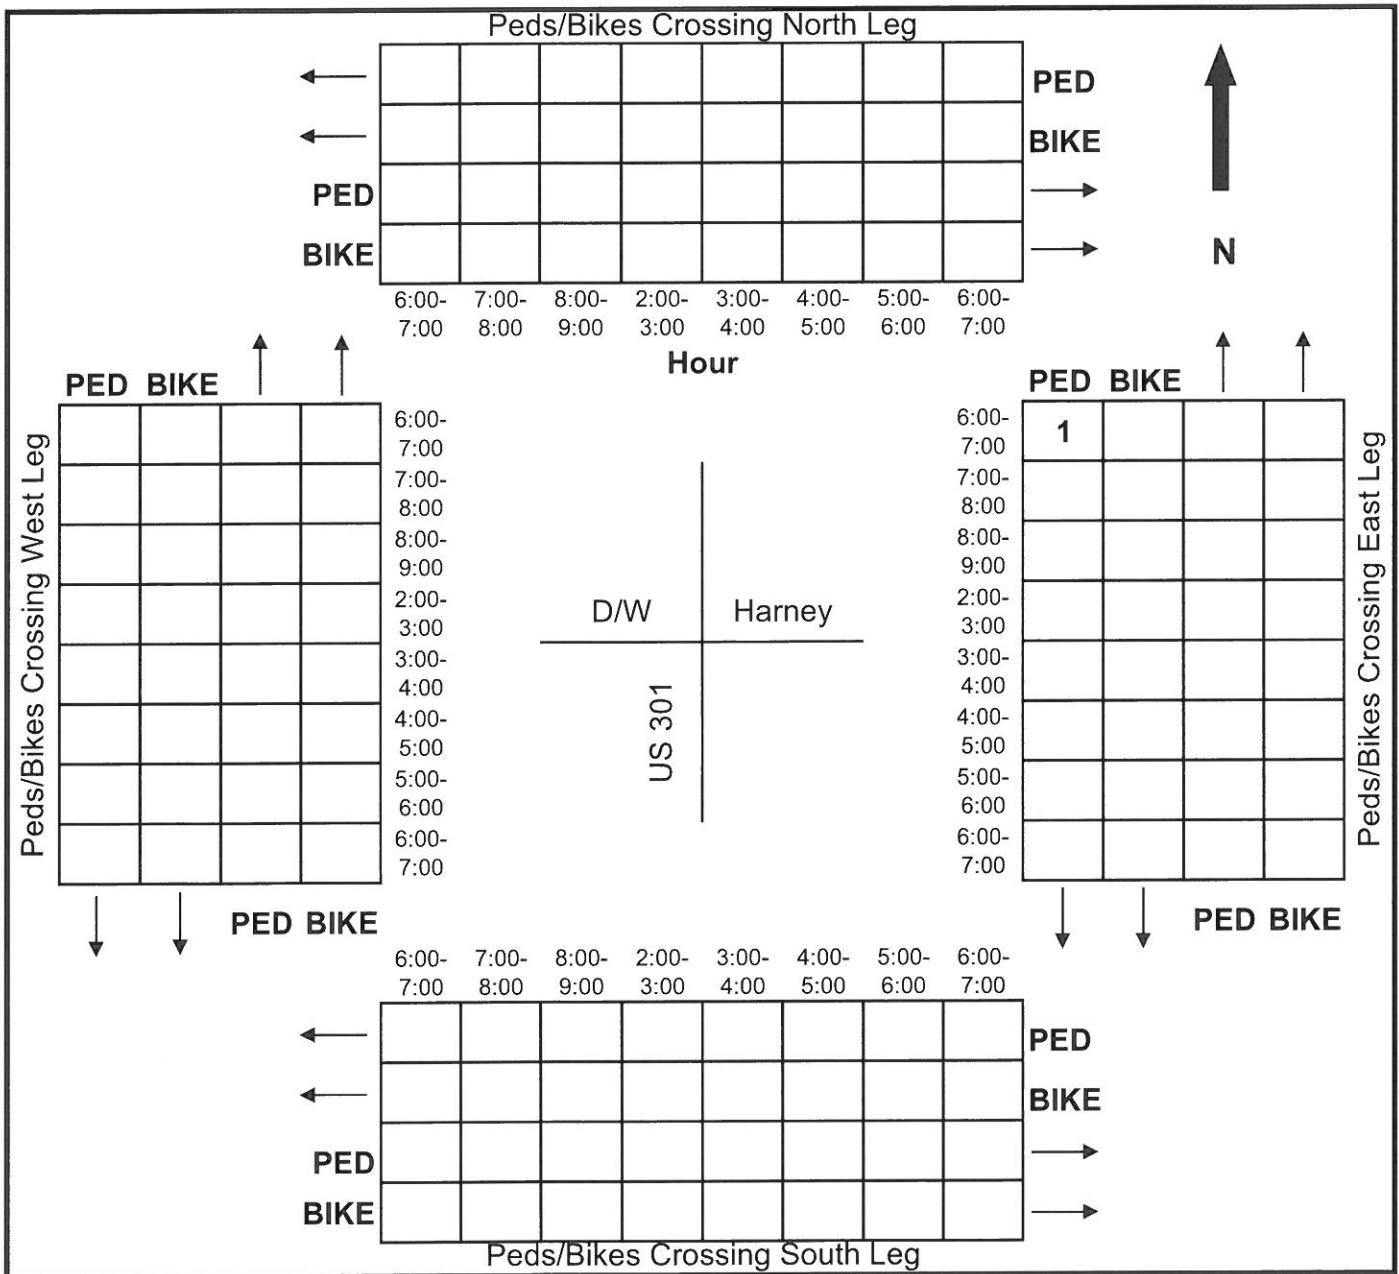 Peds/Bikes Crossing North Leg
PED
BIKE
PED
BIKE
N
6:00- 7:00- 8:00- 2:00- 3:00- 4:00- 5:00- 6:00-
7:00 8:00 9:00 3:00 4:00 5:00 6:00 7:00
Hour
PED BIKE
Peds/Bikes Crossing West Leg
6:00-
7:00
7:00-
8:00
8:00-
9:00
2:00-
3:00
3:00-
4:00
4:00-
5:00
5:00-
6:00
6:00-
7:00
PED BIKE
D/W Harney
US 301
PED BIKE
6:00-
7:00
1
7:00-
8:00
8:00-
9:00
2:00-
3:00
3:00-
4:00
4:00-
5:00
5:00-
6:00
6:00-
7:00
Peds/Bikes Crossing East Leg
PED BIKE
6:00- 7:00- 8:00- 2:00- 3:00- 4:00- 5:00- 6:00-
7:00 8:00 9:00 3:00 4:00 5:00 6:00 7:00
PED
BIKE
PED
BIKE
Peds/Bikes Crossing South Leg